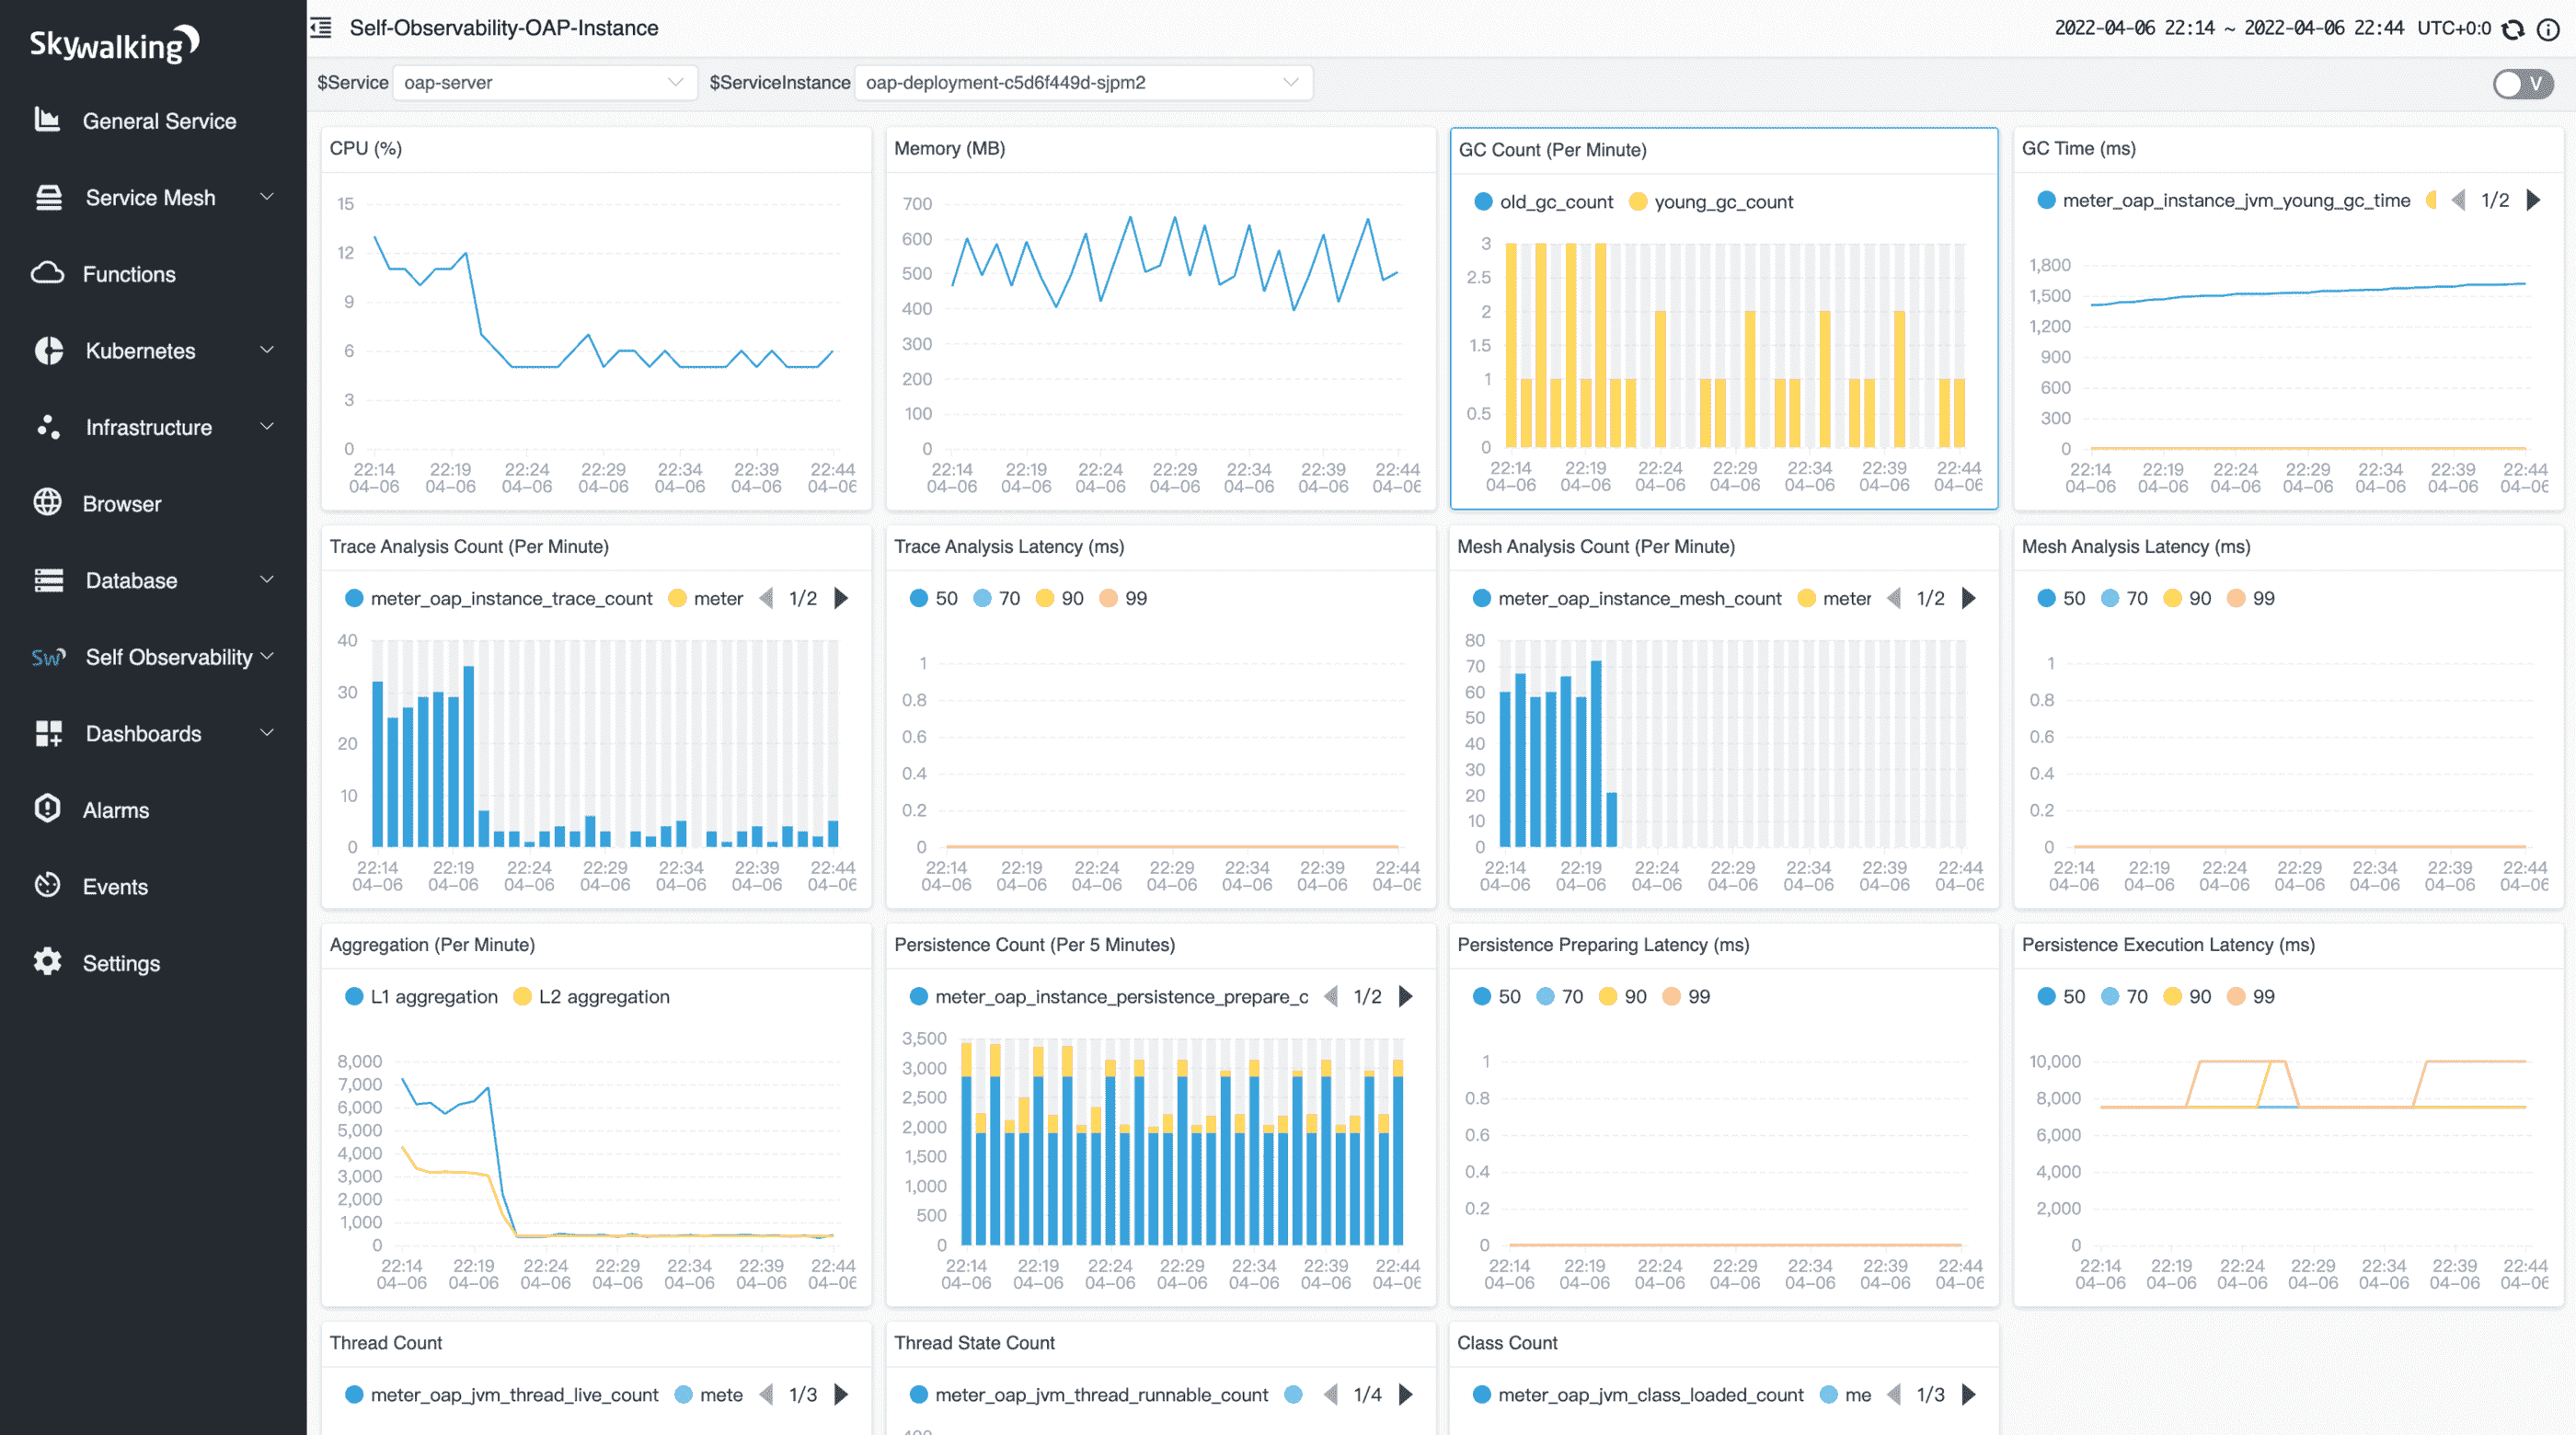 Skywalking
General Service
Service Mesh
Functions
Kubernetes
Infrastructure
Browser
Database
Self Observability
Dashboards
Alarms
Events
Settings
Self-Observability-OAP-Instance
2022-04-06 22:14 ~ 2022-04-06 22:44 UTC+0:0
$Service oap-server $ServiceInstance oap-deployment-c5d6f449d-sjpm2 V
CPU (%)
15
12
9
6
3
0
22:14 22:19 22:24 22:29 22:34 22:39 22:44
04-06 04-06 04-06 04-06 04-06 04-06 04-06
Memory (MB)
700
600
500
400
300
200
100
0
22:14 22:19 22:24 22:29 22:34 22:39 22:44
04-06 04-06 04-06 04-06 04-06 04-06 04-06
GC Count (Per Minute)
old_gc_count young_gc_count
3
2.5
2
1.5
1
0.5
0
22:14 22:19 22:24 22:29 22:34 22:39 22:44
04-06 04-06 04-06 04-06 04-06 04-06 04-06
GC Time (ms)
meter_oap_instance_jvm_young_gc_time 1/2
1,800
1,500
1,200
900
600
300
0
22:14 22:19 22:24 22:29 22:34 22:39 22:44
04-06 04-06 04-06 04-06 04-06 04-06 04-06
Trace Analysis Count (Per Minute)
meter_oap_instance_trace_count meter 1/2
40
30
20
10
0
22:14 22:19 22:24 22:29 22:34 22:39 22:44
04-06 04-06 04-06 04-06 04-06 04-06 04-06
Trace Analysis Latency (ms)
50 70 90 99
1
0.8
0.6
0.4
0.2
0
22:14 22:19 22:24 22:29 22:34 22:39 22:44
04-06 04-06 04-06 04-06 04-06 04-06 04-06
Mesh Analysis Count (Per Minute)
meter_oap_instance_mesh_count meter 1/2
80
70
60
50
40
30
20
10
0
22:14 22:19 22:24 22:29 22:34 22:39 22:44
04-06 04-06 04-06 04-06 04-06 04-06 04-06
Mesh Analysis Latency (ms)
50 70 90 99
1
0.8
0.6
0.4
0.2
0
22:14 22:19 22:24 22:29 22:34 22:39 22:44
04-06 04-06 04-06 04-06 04-06 04-06 04-06
Aggregation (Per Minute)
L1 aggregation L2 aggregation
8,000
7,000
6,000
5,000
4,000
3,000
2,000
1,000
0
22:14 22:19 22:24 22:29 22:34 22:39 22:44
04-06 04-06 04-06 04-06 04-06 04-06 04-06
Persistence Count (Per 5 Minutes)
meter_oap_instance_persistence_prepare_c 1/2
3,500
3,000
2,500
2,000
1,500
1,000
500
0
22:14 22:19 22:24 22:29 22:34 22:39 22:44
04-06 04-06 04-06 04-06 04-06 04-06 04-06
Persistence Preparing Latency (ms)
50 70 90 99
1
0.8
0.6
0.4
0.2
0
22:14 22:19 22:24 22:29 22:34 22:39 22:44
04-06 04-06 04-06 04-06 04-06 04-06 04-06
Persistence Execution Latency (ms)
50 70 90 99
10,000
8,000
6,000
4,000
2,000
0
22:14 22:19 22:24 22:29 22:34 22:39 22:44
04-06 04-06 04-06 04-06 04-06 04-06 04-06
Thread Count
meter_oap_jvm_thread_live_count mete 1/3
Thread State Count
meter_oap_jvm_thread_runnable_count 1/4
Class Count
meter_oap_jvm_class_loaded_count me 1/3